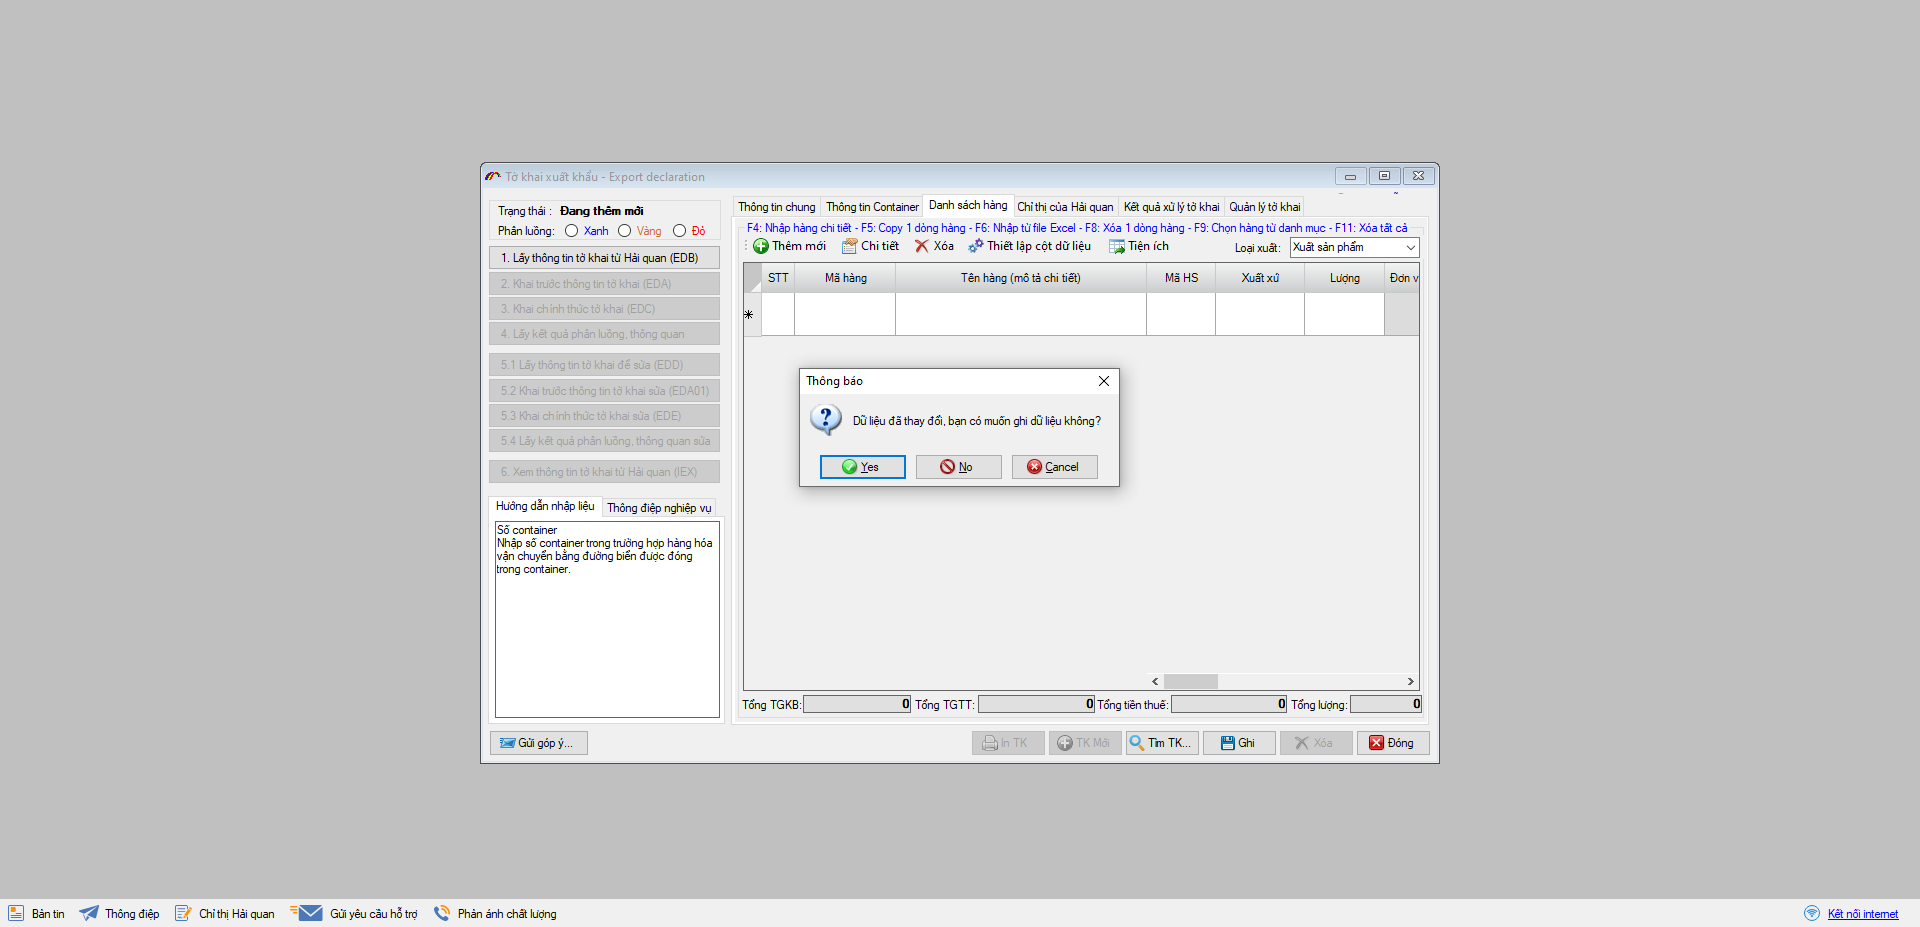 Tờ khai xuất khẩu - Export declaration
Trạng thái : Đang thêm mới
Phân luồng: Xanh Vàng Đỏ
1. Lấy thông tin tờ khai từ Hải quan (EDB)
2. Khai trước thông tin tờ khai (EDA)
3. Khai chính thức tờ khai (EDC)
4. Lấy kết quả phân luồng, thông quan
5.1 Lấy thông tin tờ khai để sửa (EDD)
5.2 Khai trước thông tin tờ khai sửa (EDA01)
5.3 Khai chính thức tờ khai sửa (EDE)
5.4 Lấy kết quả phân luồng, thông quan sửa
6. Xem thông tin tờ khai từ Hải quan (IEX)
Hướng dẫn nhập liệu Thông điệp nghiệp vụ
Số container
Nhập số container trong trường hợp hàng hóa
vận chuyển bằng đường biển được đóng
trong container.
Gửi góp ý...
Thông tin chung Thông tin Container Danh sách hàng Chỉ thị của Hải quan Kết quả xử lý tờ khai Quản lý tờ khai
F4: Nhập hàng chi tiết - F5: Copy 1 dòng hàng - F6: Nhập từ file Excel - F8: Xóa 1 dòng hàng - F9: Chọn hàng từ danh mục - F11: Xóa tất cả
Thêm mới Chi tiết Xóa Thiết lập cột dữ liệu Tiện ích Loại xuất: Xuất sản phẩm
STT Mã hàng Tên hàng (mô tả chi tiết) Mã HS Xuất xứ Lượng Đơn v
Thông báo
Dữ liệu đã thay đổi, bạn có muốn ghi dữ liệu không?
Yes No Cancel
Tổng TGKB: 0 Tổng TGTT: 0 Tổng tiền thuế: 0 Tổng lượng: 0
In TK TK Mới Tìm TK... Ghi Xóa Đóng
Bản tin Thông điệp Chỉ thị Hải quan Gửi yêu cầu hỗ trợ Phản ánh chất lượng Kết nối internet